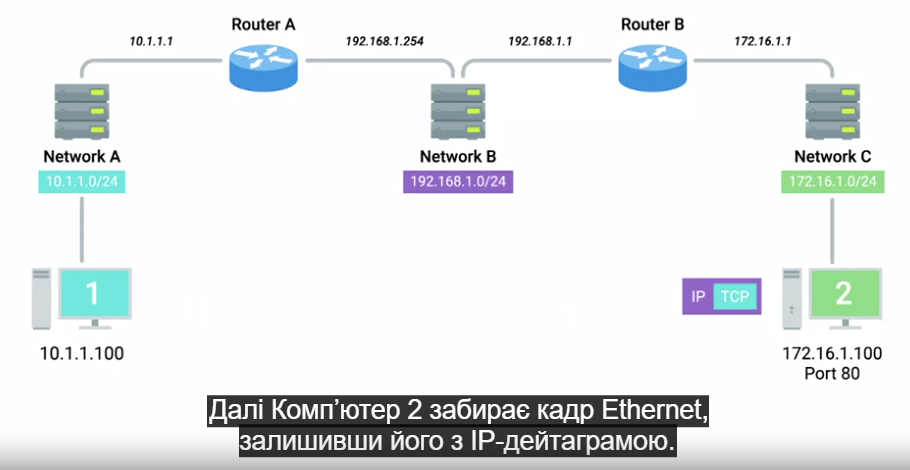 Router A
Router B
10.1.1.1
192.168.1.254
192.168.1.1
172.16.1.1
Network A
Network B
Network C
10.1.1.0/24
192.168.1.0/24
172.16.1.0/24
1
IP TCP
2
10.1.1.100
172.16.1.100
Port 80
Далі Комп’ютер 2 забирає кадр Ethernet,
залишивши його з IP-дейтаграмою.